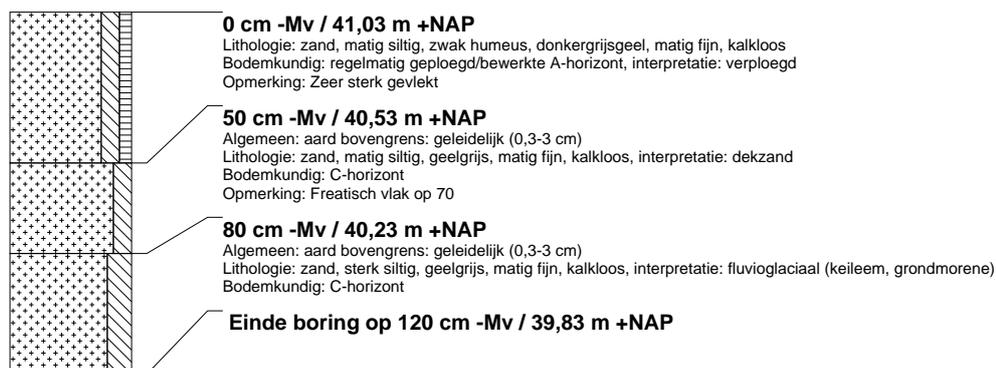 0 cm -Mv / 41,03 m +NAP
Lithologie: zand, matig siltig, zwak humeus, donkergrijsgeel, matig fijn, kalkloos
Bodemkundig: regelmatig geploegd/bewerkte A-horizont, interpretatie: verploegd
Opmerking: Zeer sterk gevlekt
50 cm -Mv / 40,53 m +NAP
Algemeen: aard bovengrens: geleidelijk (0,3-3 cm)
Lithologie: zand, matig siltig, geelgrijs, matig fijn, kalkloos, interpretatie: dekzand
Bodemkundig: C-horizont
Opmerking: Freatisch vlak op 70
80 cm -Mv / 40,23 m +NAP
Algemeen: aard bovengrens: geleidelijk (0,3-3 cm)
Lithologie: zand, sterk siltig, geelgrijs, matig fijn, kalkloos, interpretatie: fluvioglaciaal (keileem, grondmorene)
Bodemkundig: C-horizont
Einde boring op 120 cm -Mv / 39,83 m +NAP